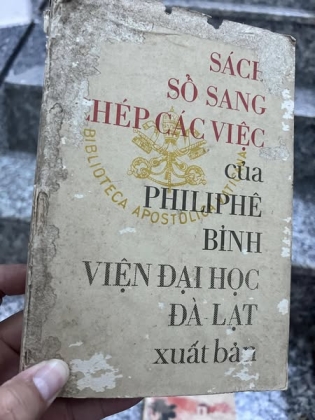 SÁCH
SỔ SANG
CHÉP CÁC VIỆC
của
PHILIPHÊ
BỈNH
VIỆN ĐẠI HỌC
ĐÀ-LẠT
xuất bản
BIBLIOTECA APOSTOLICA VATICANA